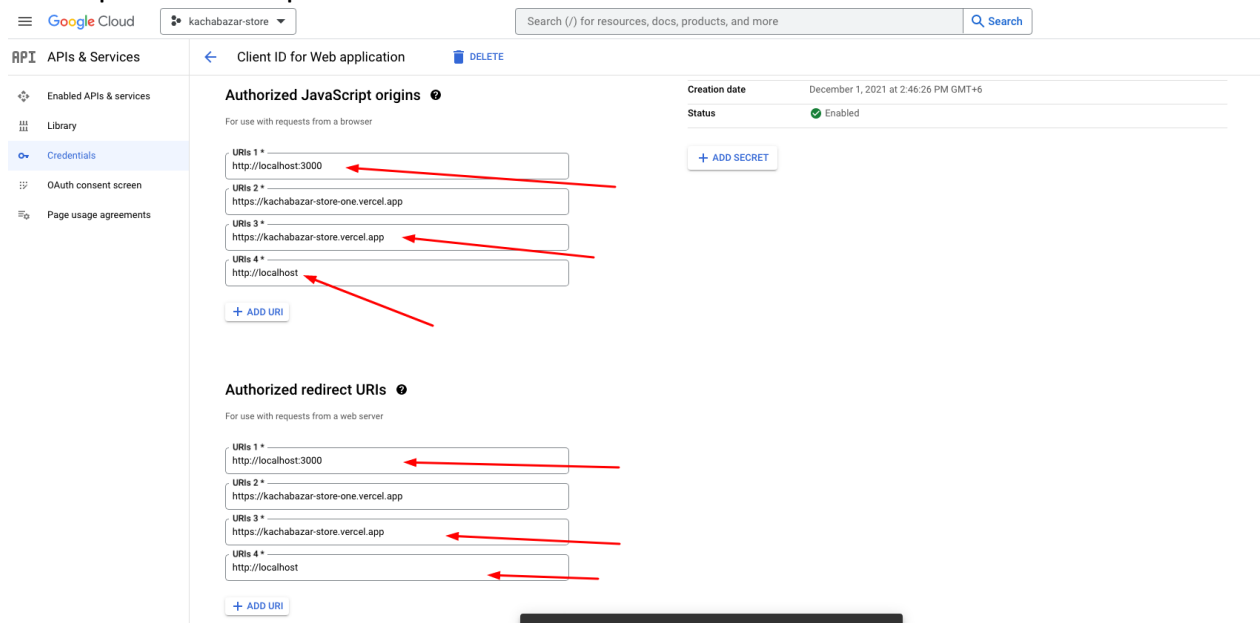 Google Cloud
kachabazar-store
Search (/) for resources, docs, products, and more
Search
API APIs & Services
Client ID for Web application
DELETE
Enabled APIs & services
Library
Credentials
OAuth consent screen
Page usage agreements
Authorized JavaScript origins
For use with requests from a browser
URIs 1 *
http://localhost:3000
URIs 2 *
https://kachabazar-store-one.vercel.app
URIs 3 *
https://kachabazar-store.vercel.app
URIs 4 *
http://localhost
+ ADD URI
Authorized redirect URIs
For use with requests from a web server
URIs 1 *
http://localhost:3000
URIs 2 *
https://kachabazar-store-one.vercel.app
URIs 3 *
https://kachabazar-store.vercel.app
URIs 4 *
http://localhost
+ ADD URI
Creation date December 1, 2021 at 2:46:26 PM GMT+6
Status Enabled
+ ADD SECRET